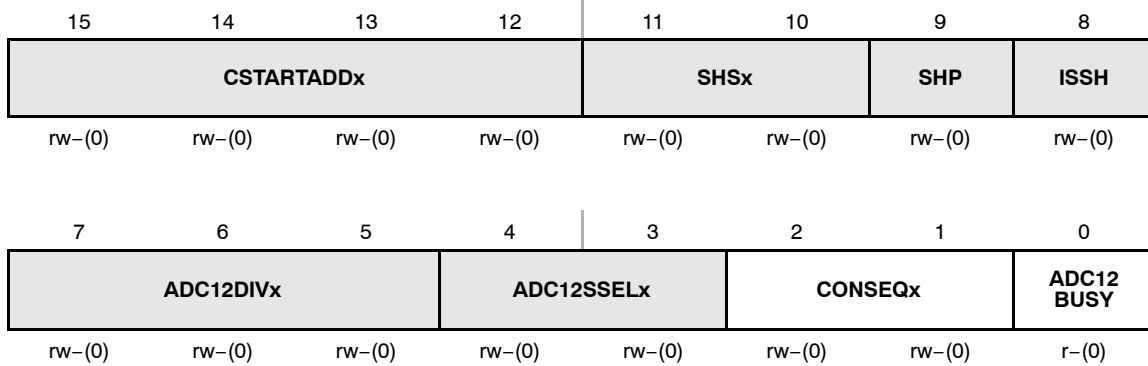 15 14 13 12 11 10 9 8
CSTARTADDx SHSx SHP ISSH
rw−(0) rw−(0) rw−(0) rw−(0) rw−(0) rw−(0) rw−(0) rw−(0)
7 6 5 4 3 2 1 0
ADC12DIVx ADC12SSELx CONSEQx ADC12
BUSY
rw−(0) rw−(0) rw−(0) rw−(0) rw−(0) rw−(0) rw−(0) r−(0)